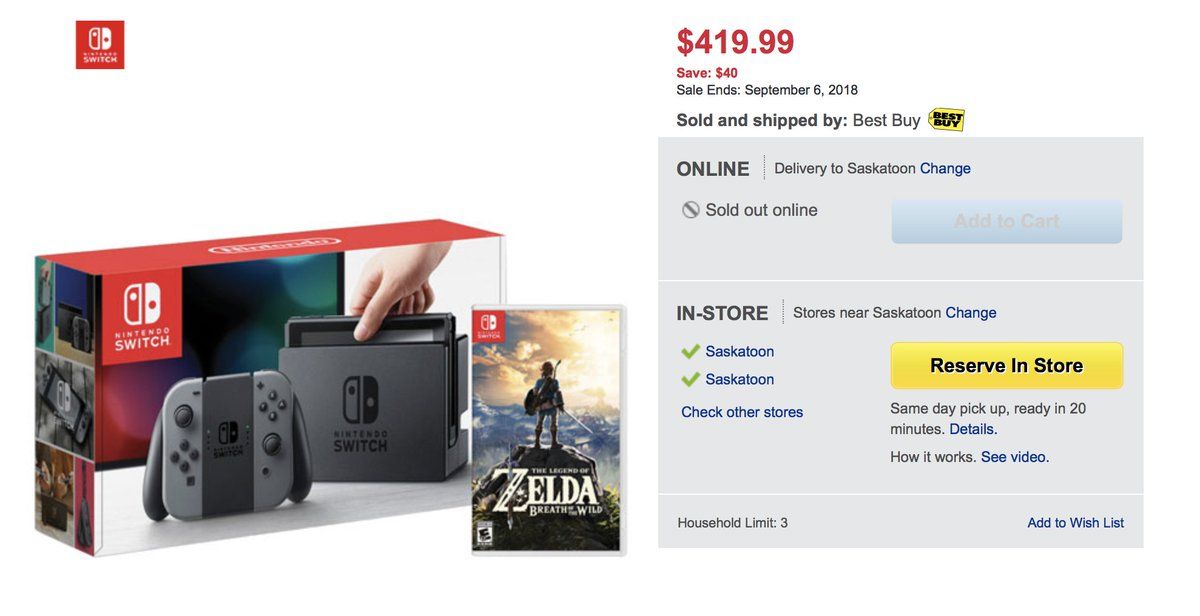 NINTENDO
SWITCH
$419.99
Save: $40
Sale Ends: September 6, 2018
Sold and shipped by: Best Buy
BEST
BUY
ONLINE
Delivery to Saskatoon Change
Sold out online
Add to Cart
IN-STORE
Stores near Saskatoon Change
Saskatoon
Saskatoon
Check other stores
Reserve In Store
Same day pick up, ready in 20
minutes. Details.
How it works. See video.
Household Limit: 3
Add to Wish List
Nintendo
NINTENDO
SWITCH
NINTENDO
SWITCH
NINTENDO
SWITCH
NINTENDO
SWITCH
THE LEGEND OF
ZELDA
BREATH OF THE WILD
E